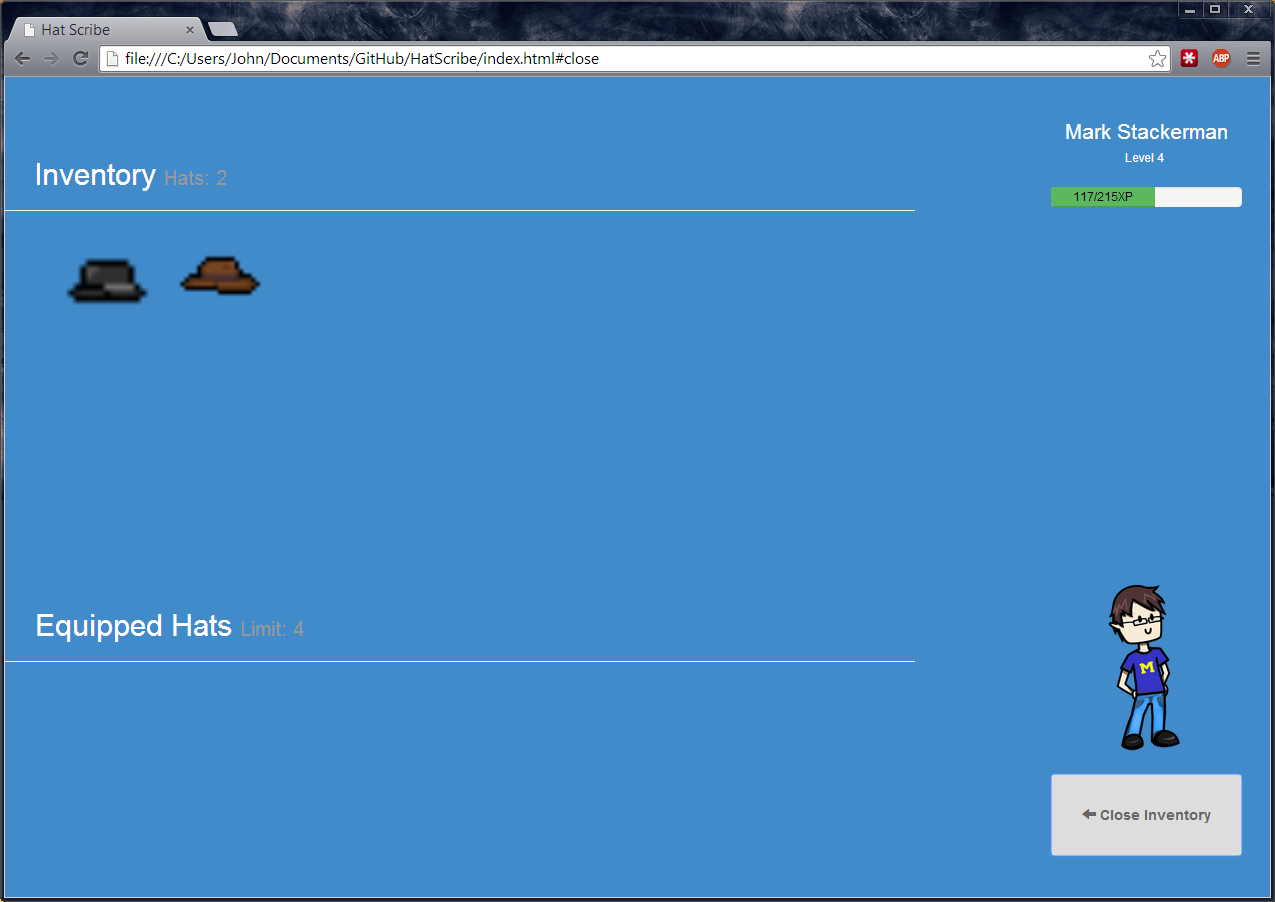 Hat Scribe
file:///C:/Users/John/Documents/GitHub/HatScribe/index.html#close
ABP
Mark Stackerman
Level 4
117/215XP
Inventory Hats: 2
Equipped Hats Limit: 4
M
Close Inventory